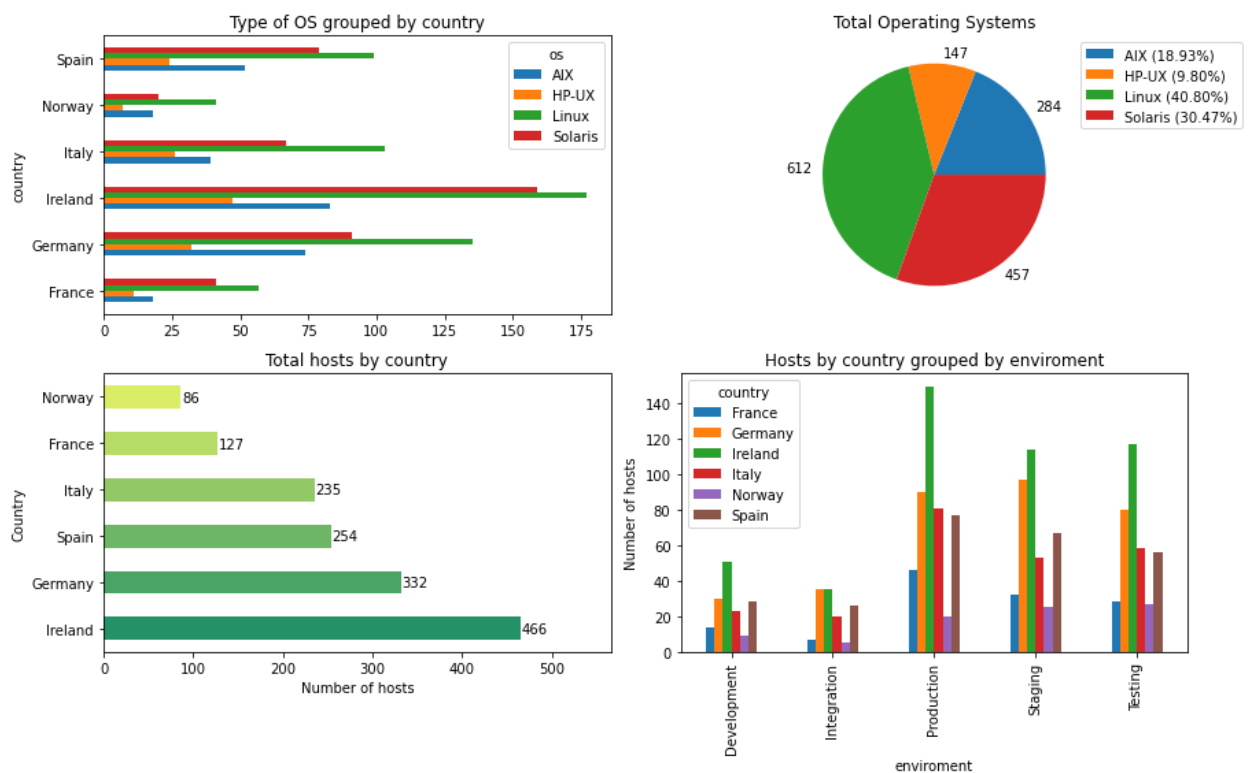 Type of OS grouped by country
country
Spain
Norway
Italy
Ireland
Germany
France
0 25 50 75 100 125 150 175
os
AIX
HP-UX
Linux
Solaris
Total Operating Systems
147
284
612
457
AIX (18.93%)
HP-UX (9.80%)
Linux (40.80%)
Solaris (30.47%)
Total hosts by country
Country
Norway
86
France
127
Italy
235
Spain
254
Germany
332
Ireland
466
0 100 200 300 400 500
Number of hosts
Hosts by country grouped by enviroment
Number of hosts
140
120
100
80
60
40
20
0
country
France
Germany
Ireland
Italy
Norway
Spain
Development
Integration
Production
Staging
Testing
enviroment